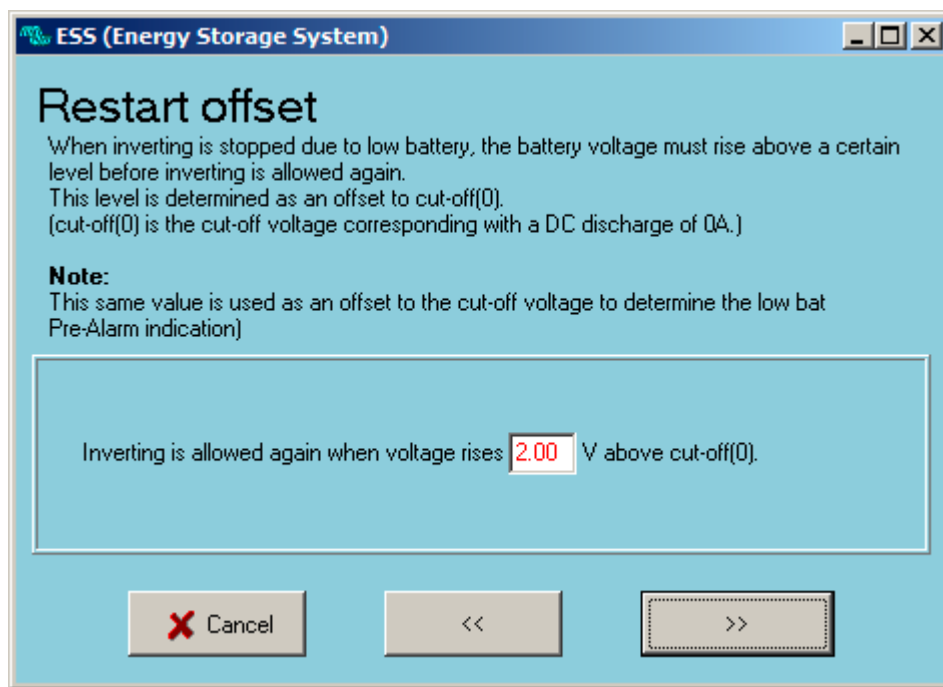 ESS (Energy Storage System)
Restart offset
When inverting is stopped due to low battery, the battery voltage must rise above a certain
level before inverting is allowed again.
This level is determined as an offset to cut-off(0).
(cut-off(0) is the cut-off voltage corresponding with a DC discharge of 0A.)
Note:
This same value is used as an offset to the cut-off voltage to determine the low bat
Pre-Alarm indication)
Inverting is allowed again when voltage rises 2.00 V above cut-off(0).
Cancel << >>